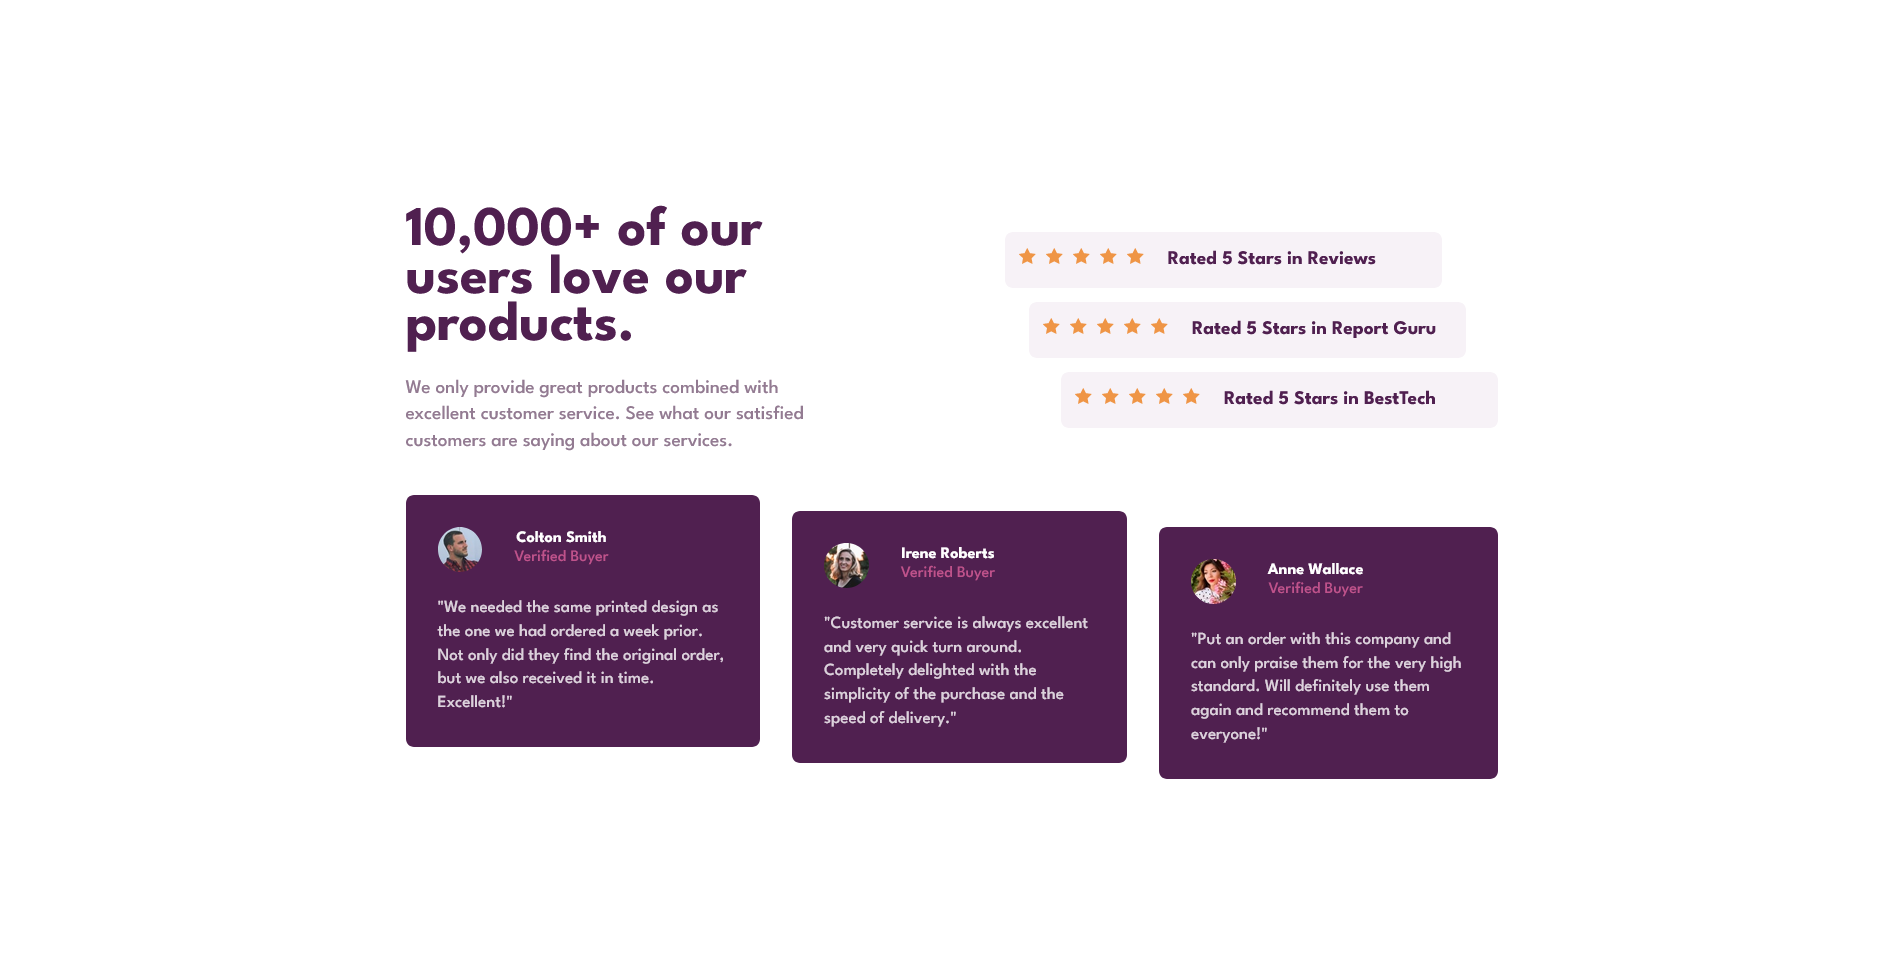 10,000+ of our
users love our
products.
We only provide great products combined with
excellent customer service. See what our satisfied
customers are saying about our services.
Rated 5 Stars in Reviews
Rated 5 Stars in Report Guru
Rated 5 Stars in BestTech
Colton Smith
Verified Buyer
"We needed the same printed design as
the one we had ordered a week prior.
Not only did they find the original order,
but we also received it in time.
Excellent!"
Irene Roberts
Verified Buyer
"Customer service is always excellent
and very quick turn around.
Completely delighted with the
simplicity of the purchase and the
speed of delivery."
Anne Wallace
Verified Buyer
"Put an order with this company and
can only praise them for the very high
standard. Will definitely use them
again and recommend them to
everyone!"